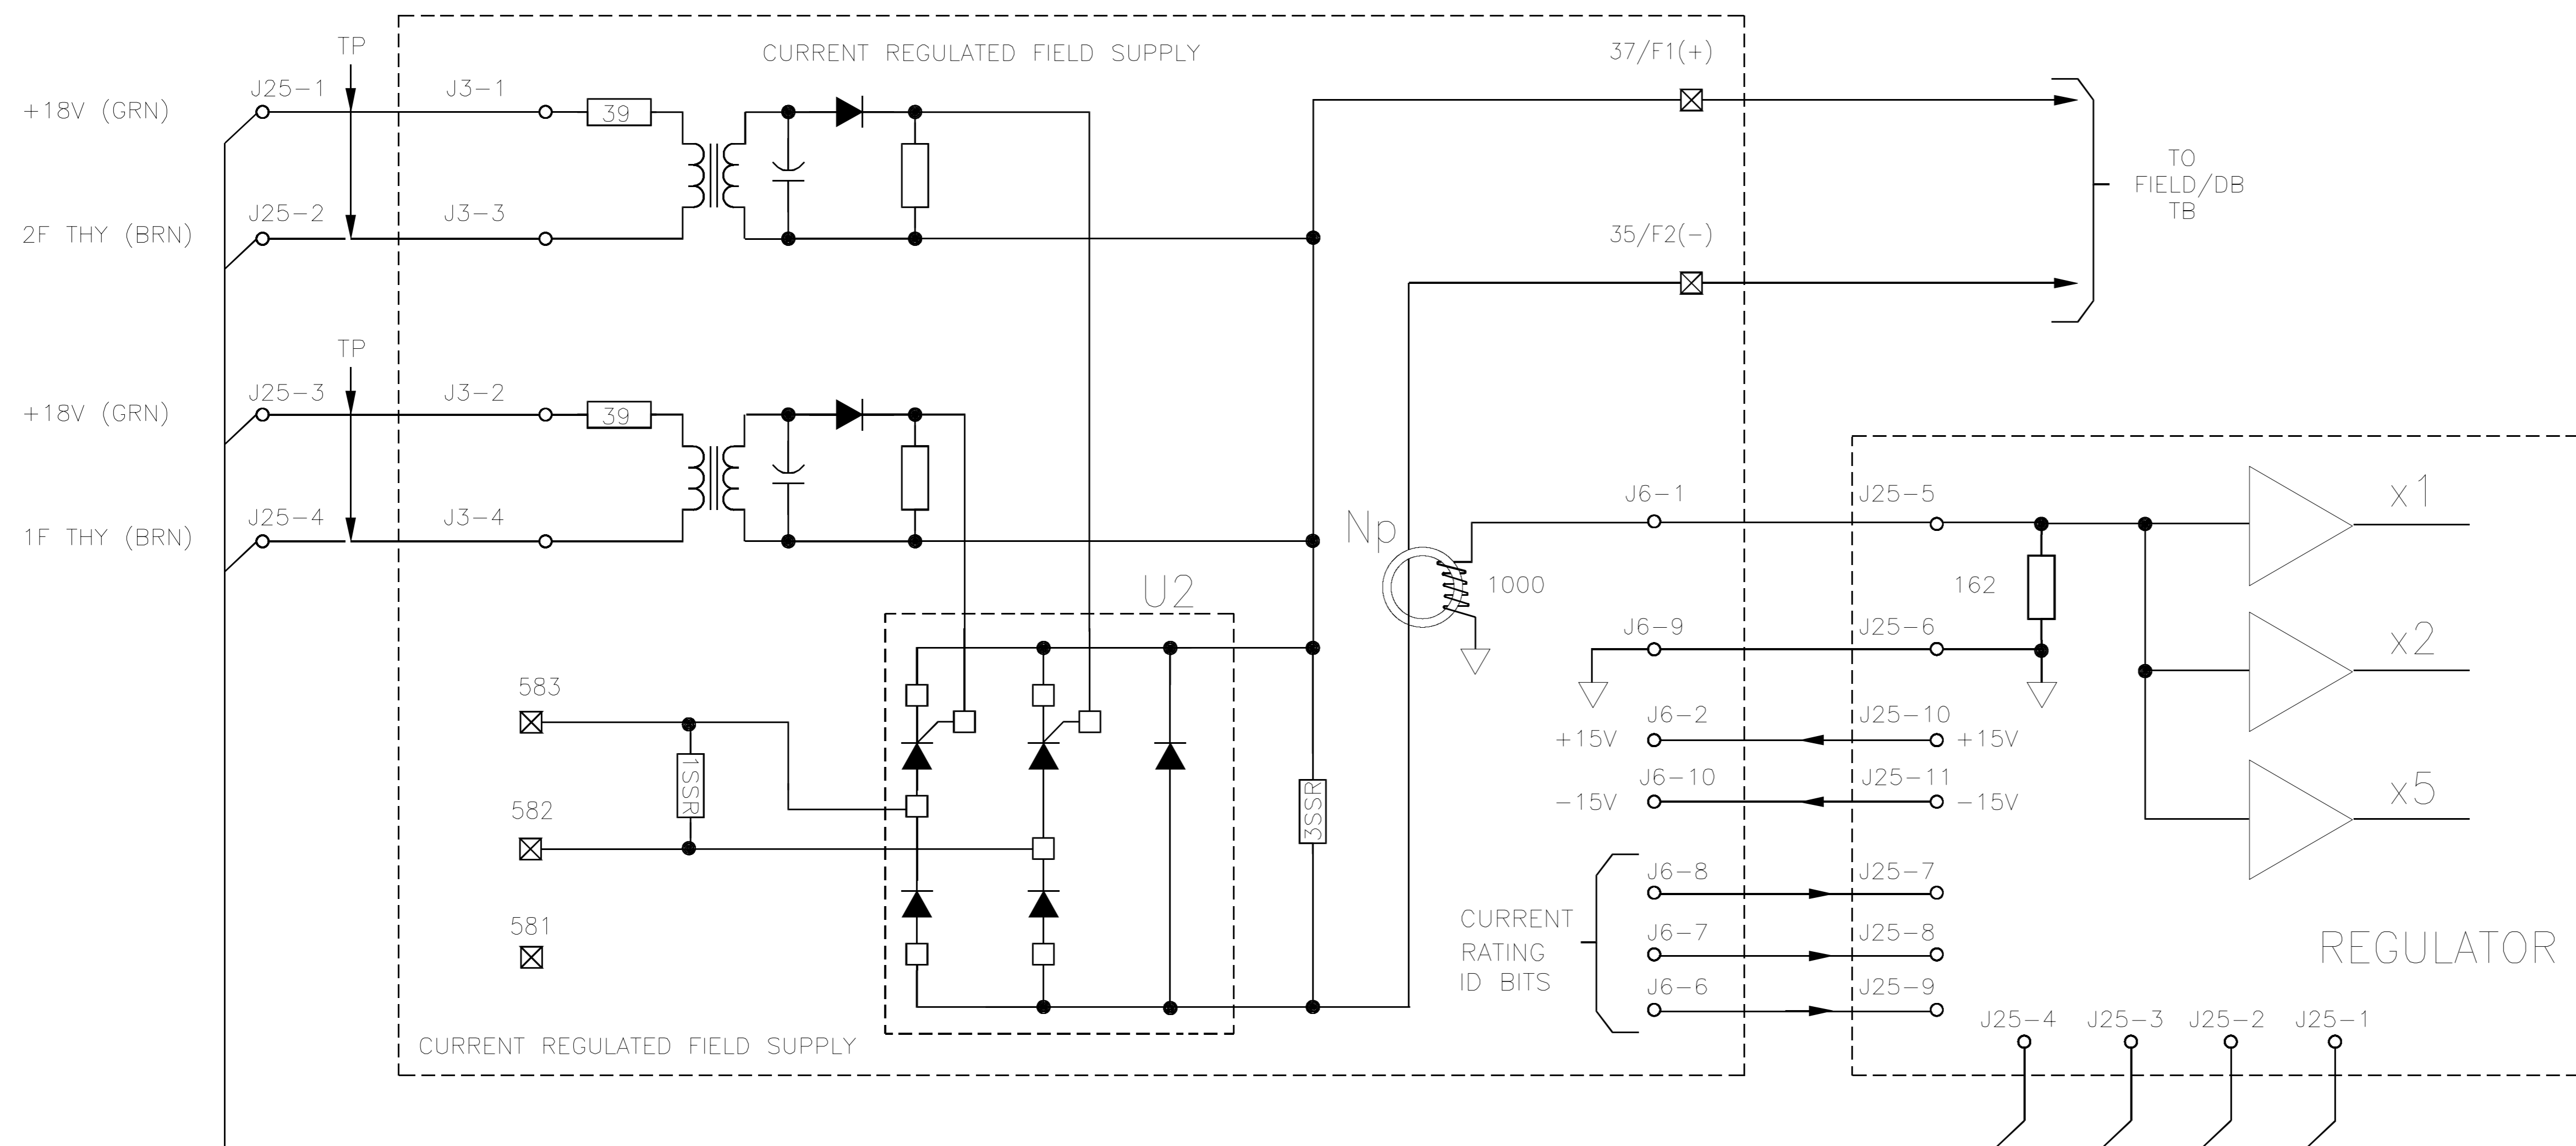 CURRENT REGULATED FIELD SUPPLY
37/F1(+)
TP
J25-1
J3-1
+18V (GRN)
39
TO
FIELD/DB
TB
J25-2
J3-3
2F THY (BRN)
35/F2(-)
TP
J25-3
J3-2
+18V (GRN)
39
J25-4
J3-4
1F THY (BRN)
Np
1000
J6-1
J25-5
162
x1
U2
J6-9
J25-6
x2
583
J6-2
J25-10
+15V
+15V
1SSR
J6-10
J25-11
-15V
-15V
3SSR
x5
582
CURRENT
RATING
ID BITS
J6-8
J25-7
J6-7
J25-8
J6-6
J25-9
581
REGULATOR
CURRENT REGULATED FIELD SUPPLY
J25-4
J25-3
J25-2
J25-1